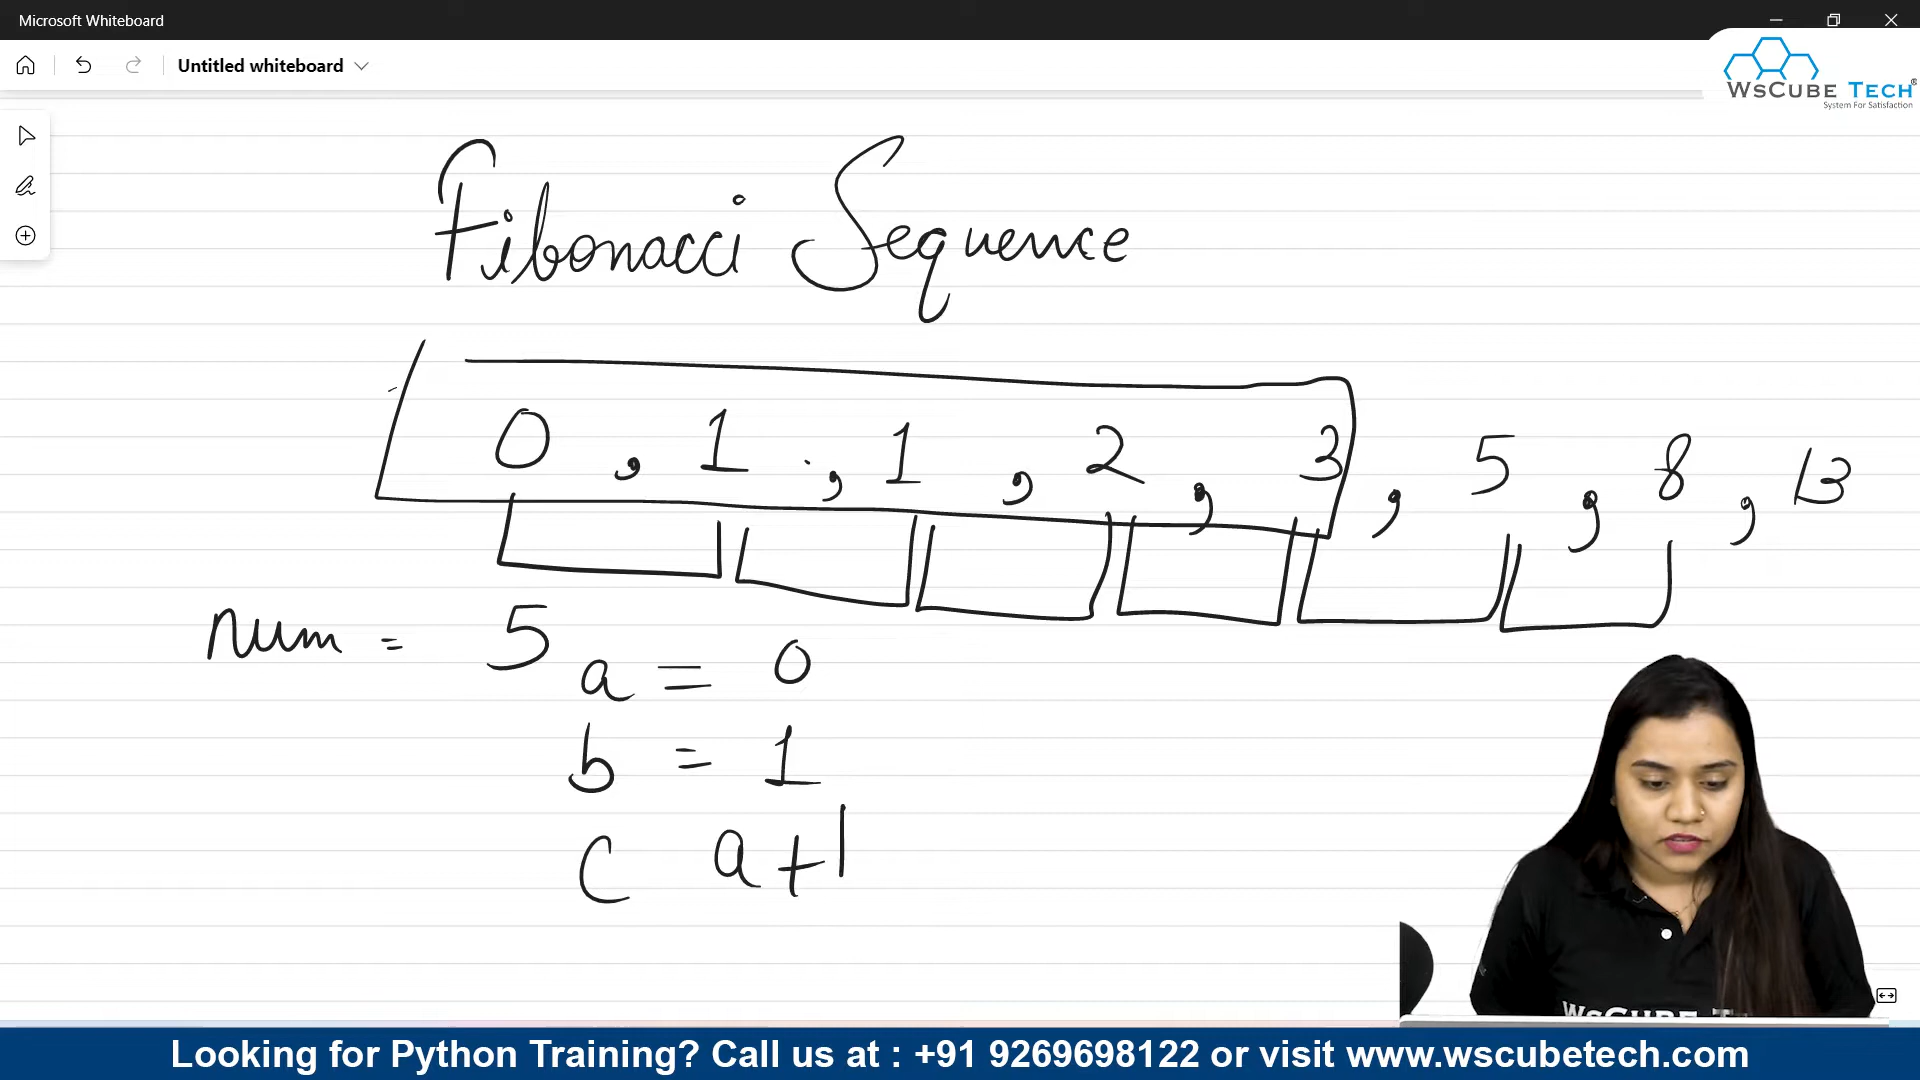 Microsoft Whiteboard
Untitled whiteboard
WSCUBE TECH
System For Satisfaction
Fibonacci Sequence
0 , 1 , 1 , 2 , 3 , 5 , 8 , 13
num = 5
a = 0
b = 1
c a +
WSCUBE T
Looking for Python Training? Call us at : +91 9269698122 or visit www.wscubetech.com